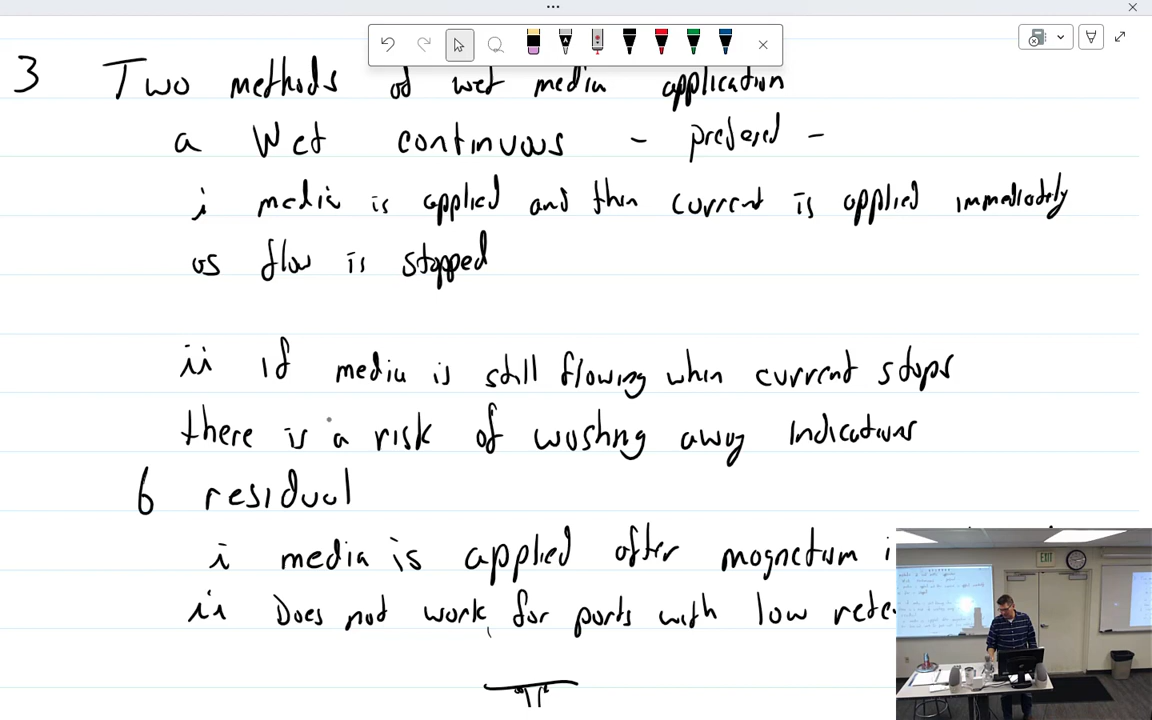 3 Two methods of wet media application
a Wet continuous - prefered -
i media is applied and then current is applied immediately
as flow is stopped
ii if media is still flowing when current stops
there is a risk of washing away indications
b residual
i media is applied after magnetism i
ii Does not work for parts with low rete
EXIT